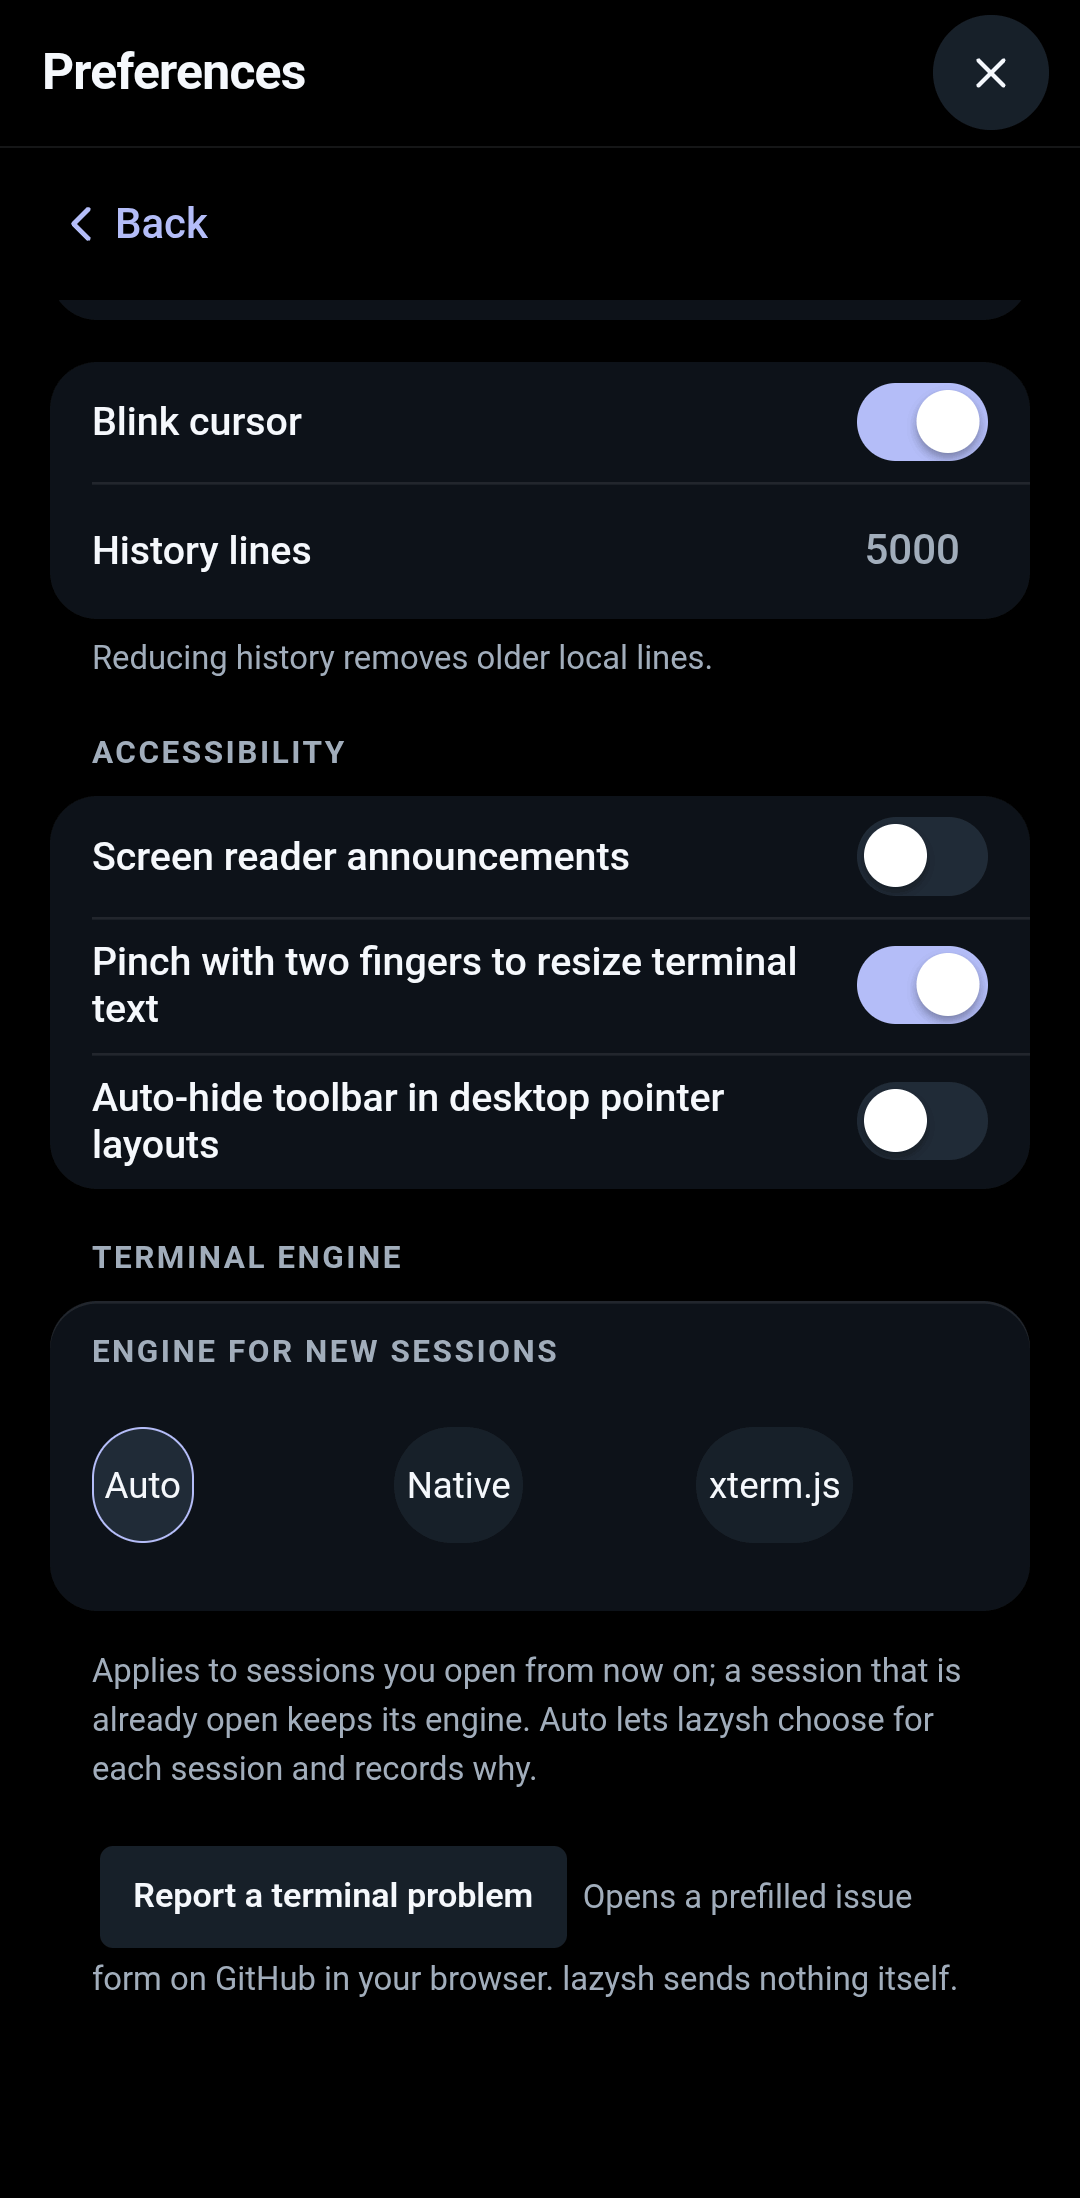 Preferences
Back
Blink cursor
History lines 5000
Reducing history removes older local lines.
ACCESSIBILITY
Screen reader announcements
Pinch with two fingers to resize terminal
text
Auto-hide toolbar in desktop pointer
layouts
TERMINAL ENGINE
ENGINE FOR NEW SESSIONS
Auto Native xterm.js
Applies to sessions you open from now on; a session that is
already open keeps its engine. Auto lets lazysh choose for
each session and records why.
Report a terminal problem Opens a prefilled issue
form on GitHub in your browser. lazysh sends nothing itself.